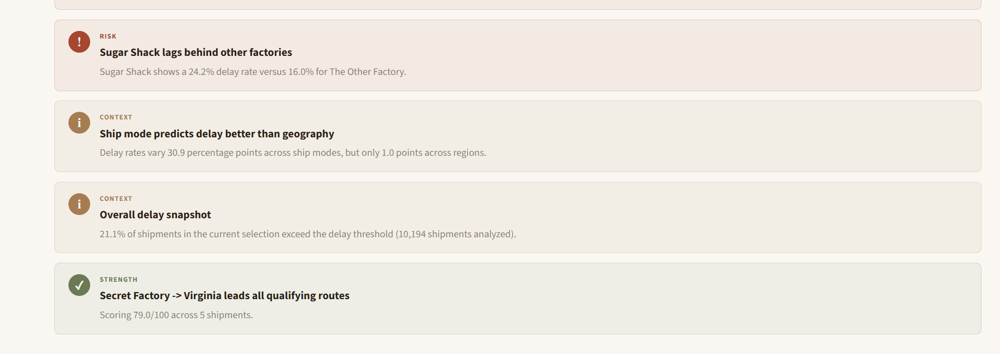 !
RISK
Sugar Shack lags behind other factories
Sugar Shack shows a 24.2% delay rate versus 16.0% for The Other Factory.
i
CONTEXT
Ship mode predicts delay better than geography
Delay rates vary 30.9 percentage points across ship modes, but only 1.0 points across regions.
i
CONTEXT
Overall delay snapshot
21.1% of shipments in the current selection exceed the delay threshold (10,194 shipments analyzed).
✓
STRENGTH
Secret Factory -> Virginia leads all qualifying routes
Scoring 79.0/100 across 5 shipments.